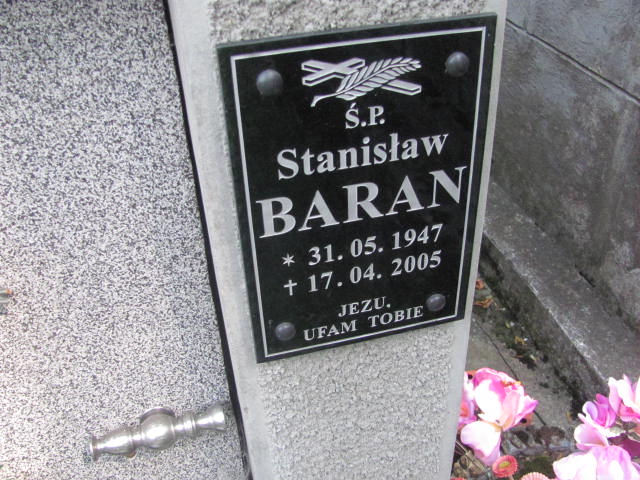 Ś.P.
Stanisław
BARAN
* 31. 05. 1947
† 17. 04. 2005
JEZU.
UFAM TOBIE